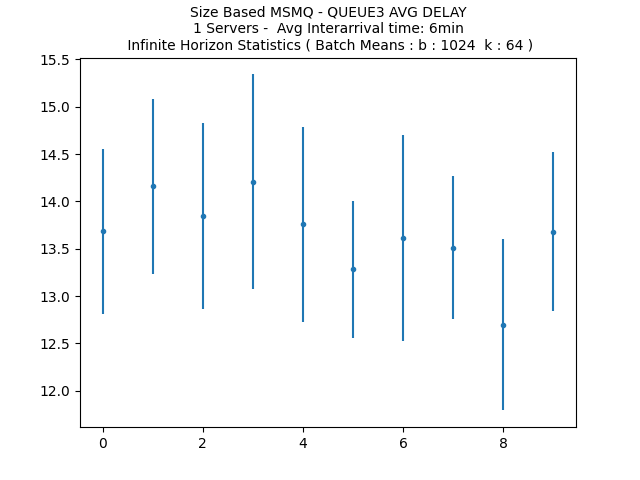 Size Based MSMQ - QUEUE3 AVG DELAY
1 Servers -  Avg Interarrival time: 6min
Infinite Horizon Statistics ( Batch Means : b : 1024  k : 64 )
15.5
15.0
14.5
14.0
13.5
13.0
12.5
12.0
0 2 4 6 8